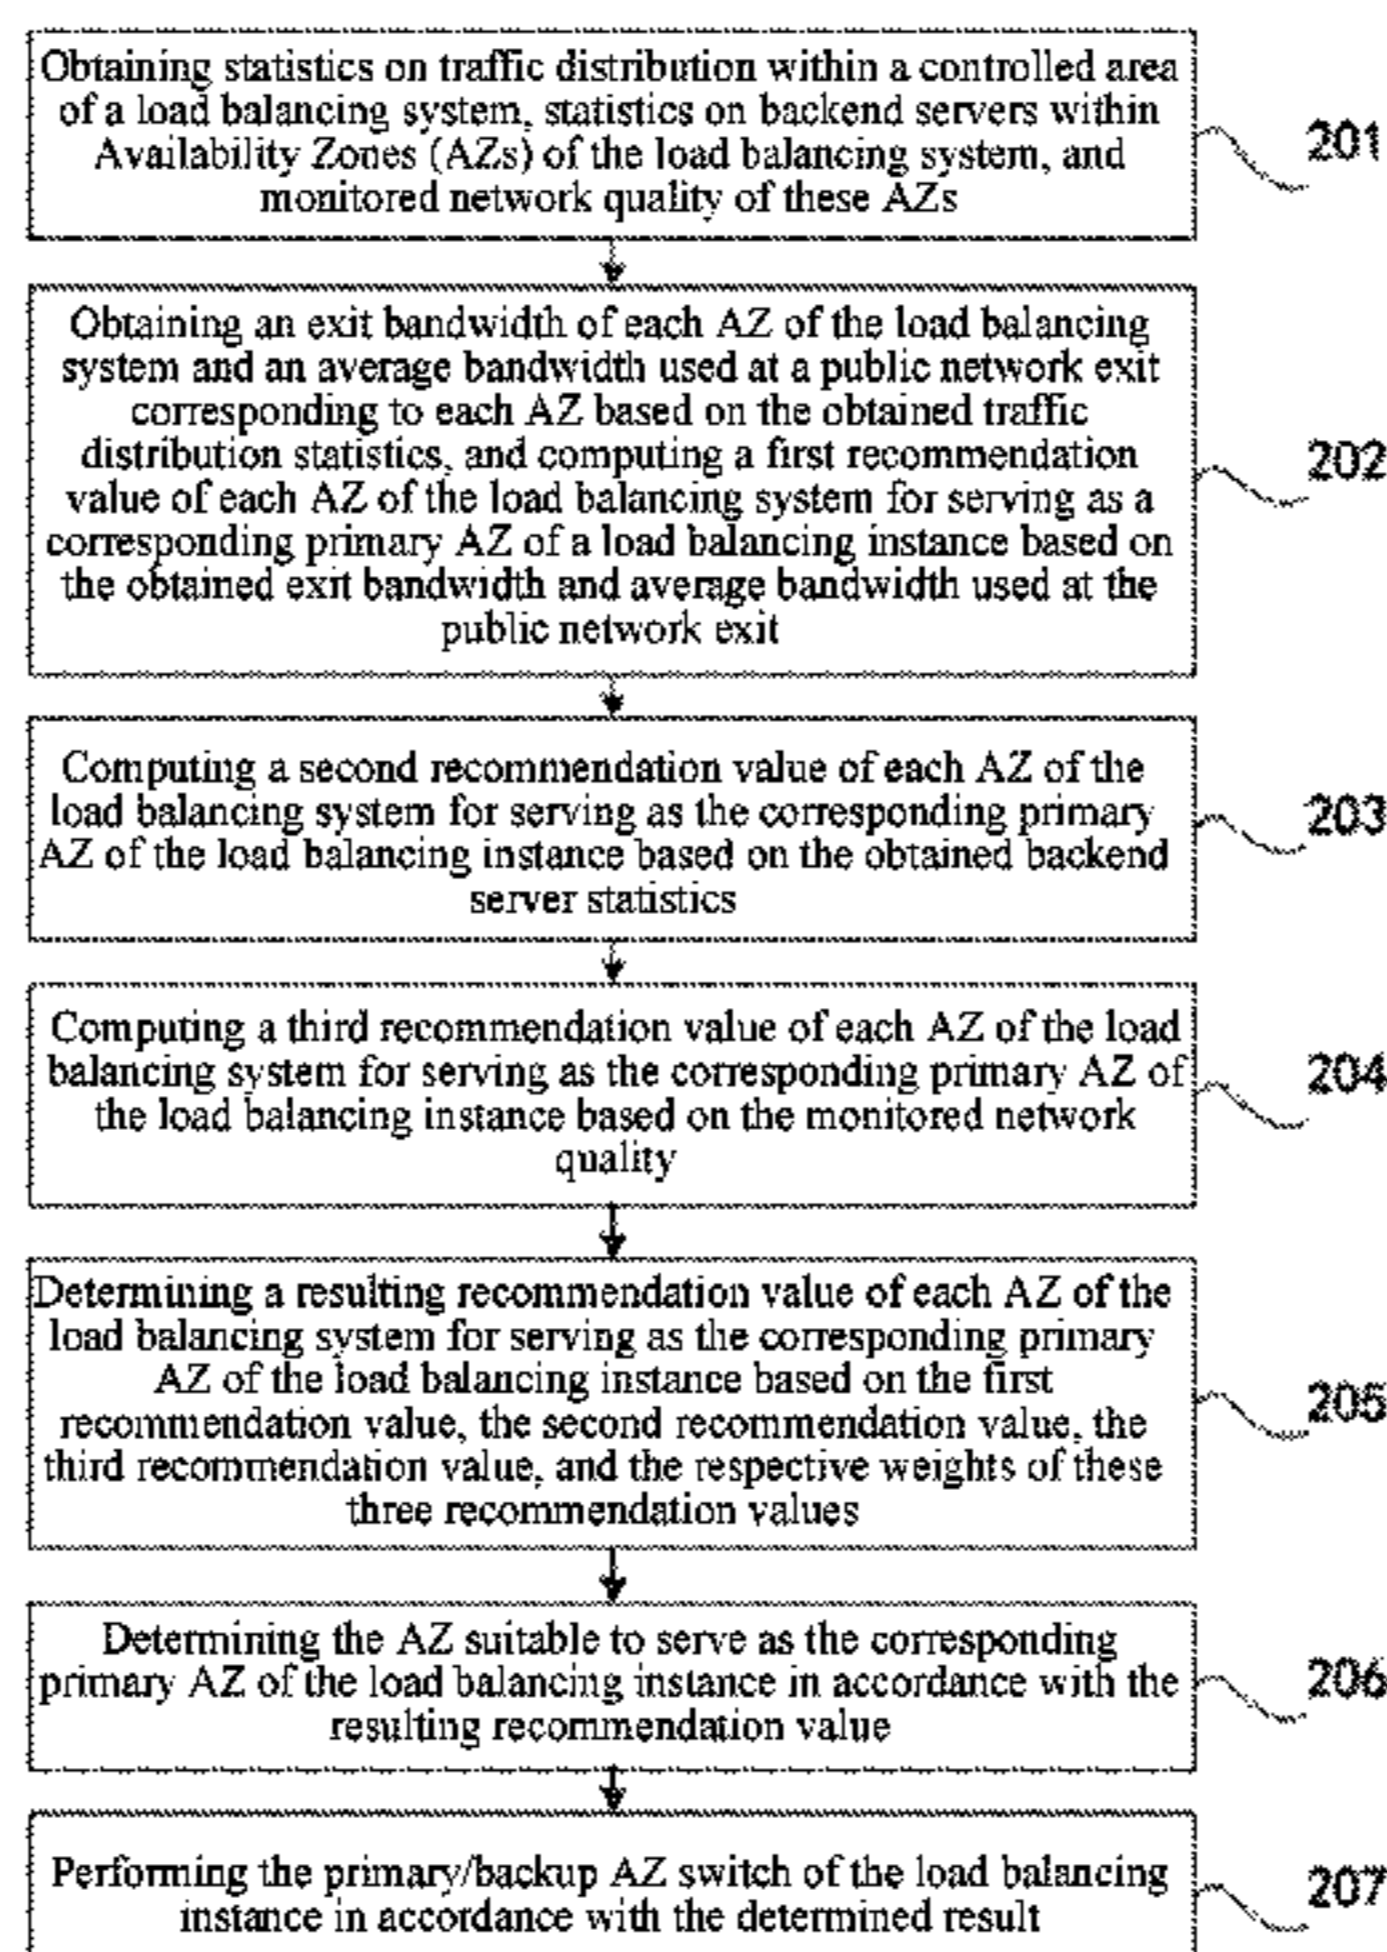 Obtaining statistics on traffic distribution within a controlled area
of a load balancing system, statistics on backend servers within
Availability Zones (AZs) of the load balancing system, and
monitored network quality of these AZs
201
Obtaining an exit bandwidth of each AZ of the load balancing
system and an average bandwidth used at a public network exit
corresponding to each AZ based on the obtained traffic
distribution statistics, and computing a first recommendation
value of each AZ of the load balancing system for serving as a
corresponding primary AZ of a load balancing instance based on
the obtained exit bandwidth and average bandwidth used at the
public network exit
202
Computing a second recommendation value of each AZ of the
load balancing system for serving as the corresponding primary
AZ of the load balancing instance based on the obtained backend
server statistics
203
Computing a third recommendation value of each AZ of the load
balancing system for serving as the corresponding primary AZ of
the load balancing instance based on the monitored network
quality
204
Determining a resulting recommendation value of each AZ of the
load balancing system for serving as the corresponding primary
AZ of the load balancing instance based on the first
recommendation value, the second recommendation value, the
third recommendation value, and the respective weights of these
three recommendation values
205
Determining the AZ suitable to serve as the corresponding
primary AZ of the load balancing instance in accordance with the
resulting recommendation value
206
Performing the primary/backup AZ switch of the load balancing
instance in accordance with the determined result
207